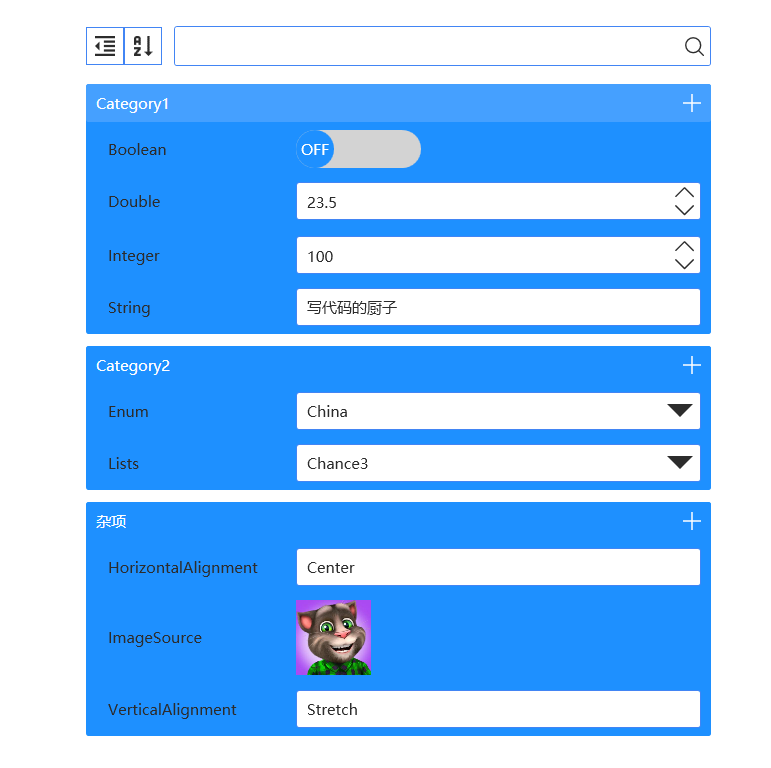 AZ
Category1
Boolean OFF
Double 23.5
Integer 100
String 写代码的厨子
Category2
Enum China
Lists Chance3
杂项
HorizontalAlignment Center
ImageSource
VerticalAlignment Stretch